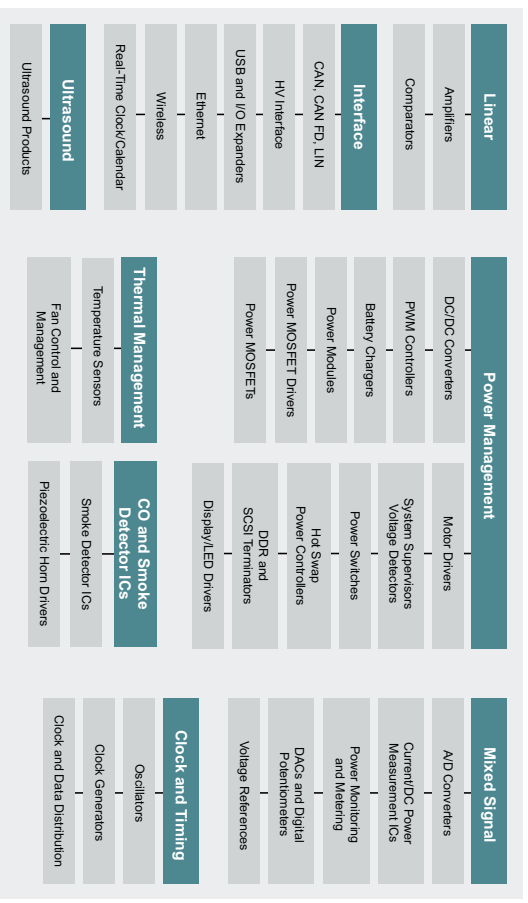 Linear
Amplifiers
Comparators
Interface
CAN, CAN FD, LIN
HV Interface
USB and I/O Expanders
Ethernet
Wireless
Real-Time Clock/Calendar
Ultrasound
Ultrasound Products
Power Management
DC/DC Converters
PWM Controllers
Battery Chargers
Power Modules
Power MOSFET Drivers
Power MOSFETs
Motor Drivers
System Supervisors
Voltage Detectors
Power Switches
Hot Swap
Power Controllers
DDR and
SCSI Terminators
Display/LED Drivers
Thermal Management
Temperature Sensors
Fan Control and
Management
CO and Smoke
Detector ICs
Smoke Detector ICs
Piezoelectric Horn Drivers
Mixed Signal
A/D Converters
Current/DC Power
Measurement ICs
Power Monitoring
and Metering
DACs and Digital
Potentiometers
Voltage References
Clock and Timing
Oscillators
Clock Generators
Clock and Data Distribution